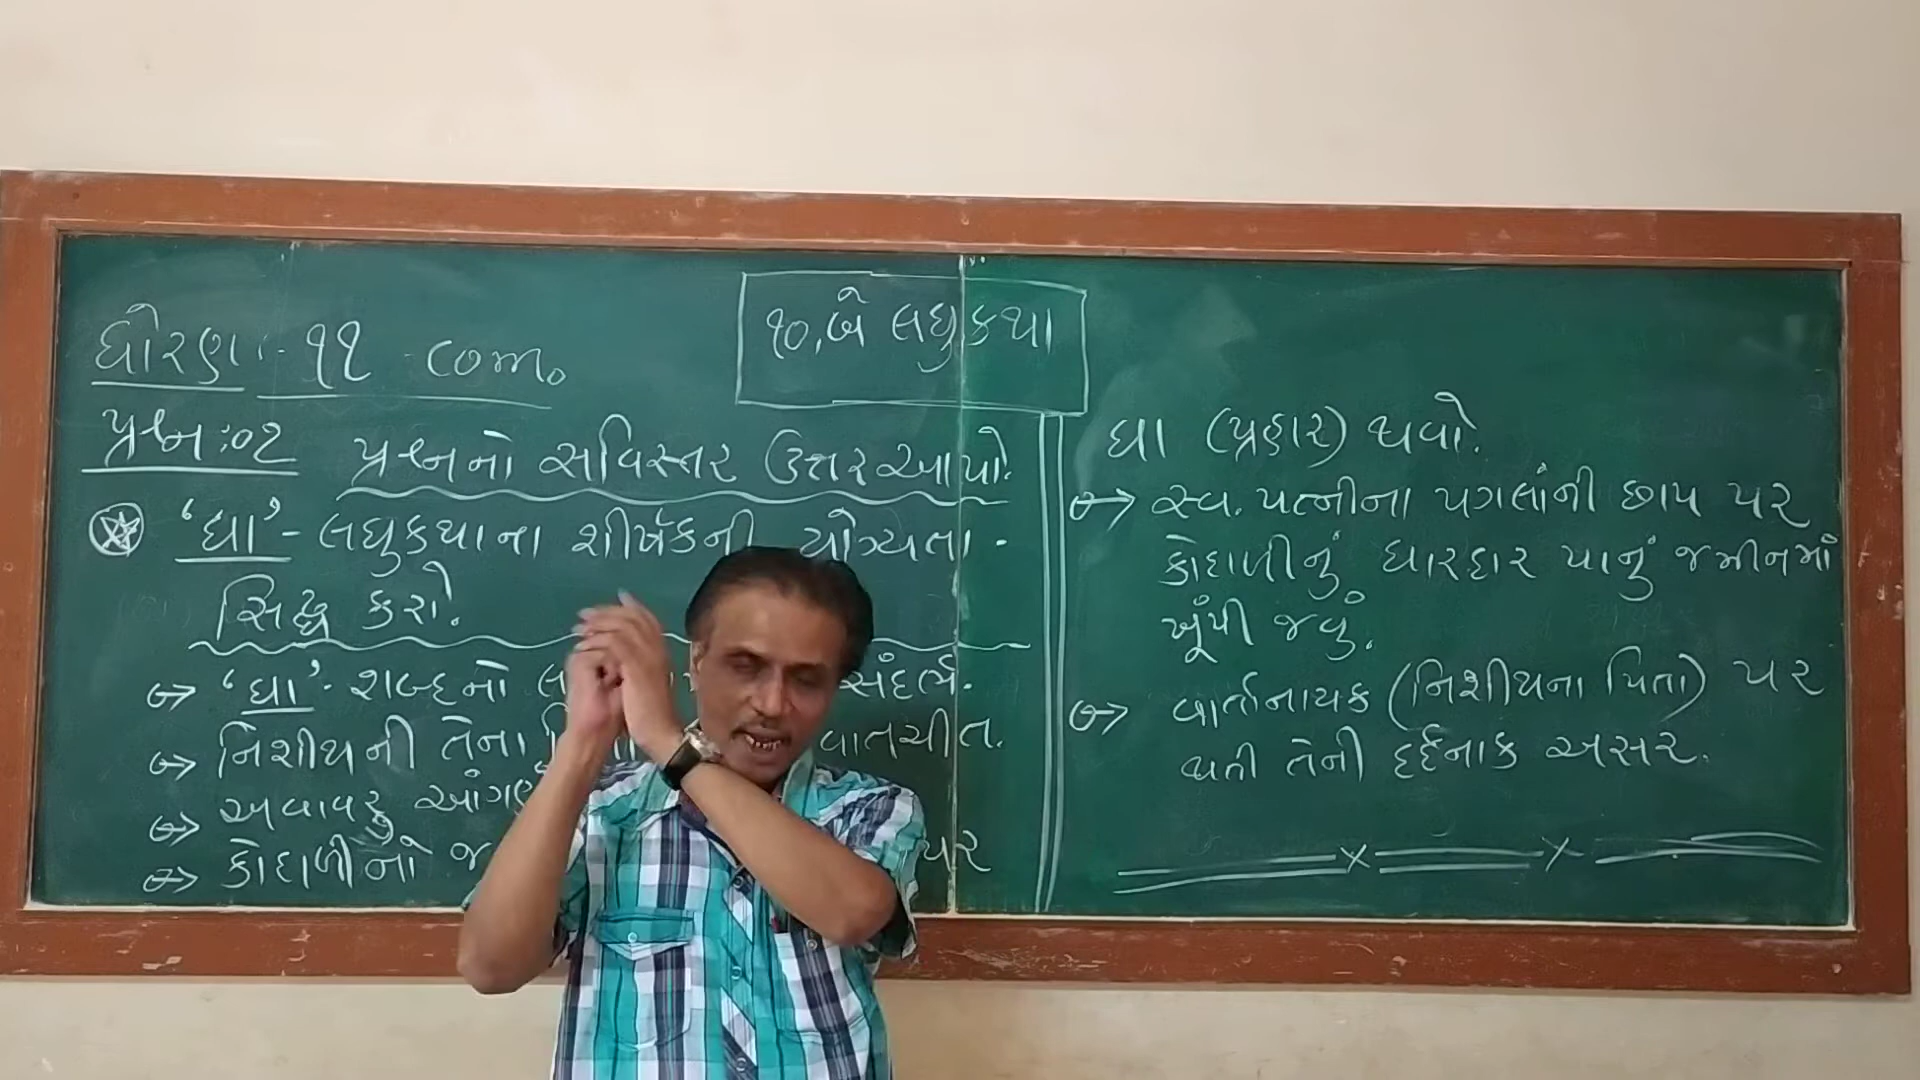 ૧૦. બે લઘુકથા
ધોરણ :- ૧૧ com.
પ્રશ્ન :૦૨ પ્રશ્નનો સવિસ્તર ઉત્તર આપો.
'ઘા' - લઘુકથાના શીર્ષકની યોગ્યતા
સિદ્ધ કરો.
'ઘા' - શબ્દનો સંદર્ભ.
નિશીથની તેના વાતચીત.
અવાવરુ
કોદાળીનો પર
ઘા (પ્રહાર) થવો.
સ્વ. પત્નીના પગલાંની છાપ પર
કોદાળીનું ધારદાર પાનું જમીનમાં
ખૂંપી જવું.
વાર્તાનાયક (નિશીથના પિતા) પર
થતી તેની દર્દનાક અસર.